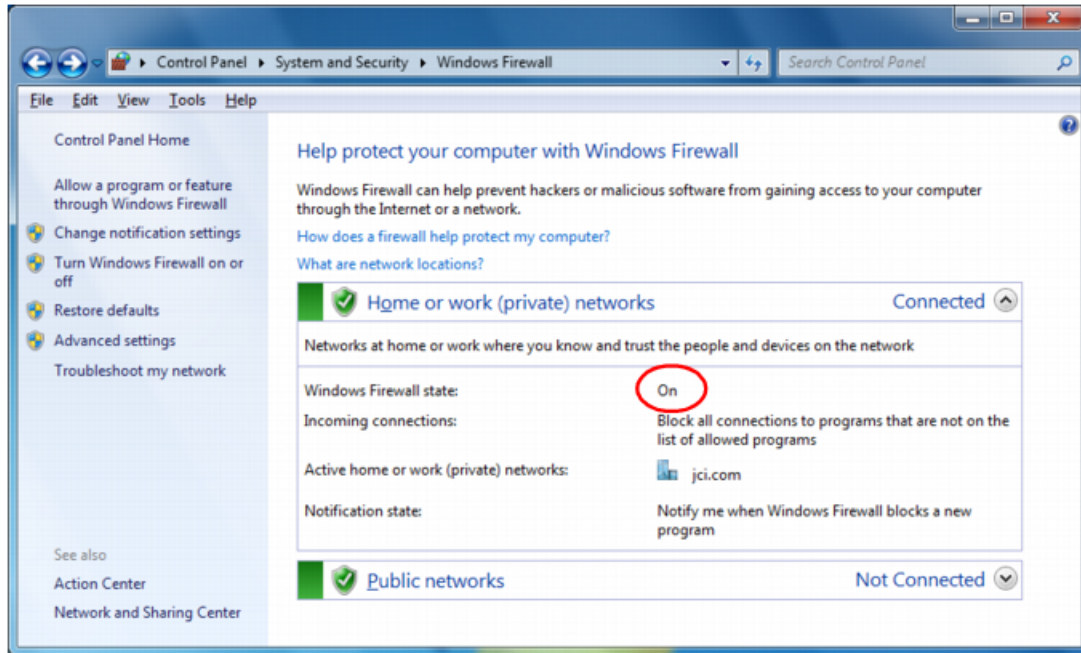 Control Panel ▸ System and Security ▸ Windows Firewall
Search Control Panel
File Edit View Tools Help
Control Panel Home
Allow a program or feature
through Windows Firewall
Change notification settings
Turn Windows Firewall on or
off
Restore defaults
Advanced settings
Troubleshoot my network
See also
Action Center
Network and Sharing Center
Help protect your computer with Windows Firewall
Windows Firewall can help prevent hackers or malicious software from gaining access to your computer
through the Internet or a network.
How does a firewall help protect my computer?
What are network locations?
Home or work (private) networks Connected
Networks at home or work where you know and trust the people and devices on the network
Windows Firewall state: On
Incoming connections: Block all connections to programs that are not on the
list of allowed programs
Active home or work (private) networks: jci.com
Notification state: Notify me when Windows Firewall blocks a new
program
Public networks Not Connected